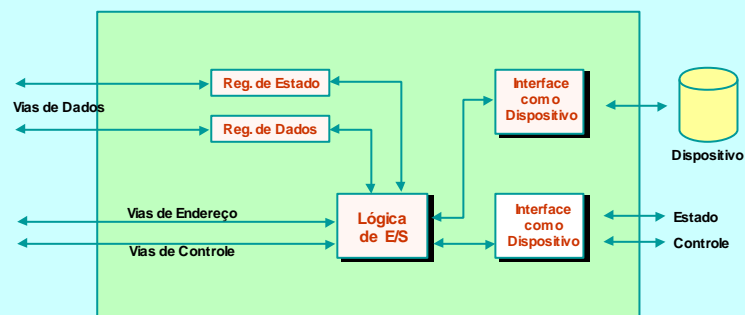 Reg. de Estado
Vias de Dados
Reg. de Dados
Interface
com o
Dispositivo
Dispositivo
Vias de Endereço
Lógica
de E/S
Vias de Controle
Interface
com o
Dispositivo
Estado
Controle